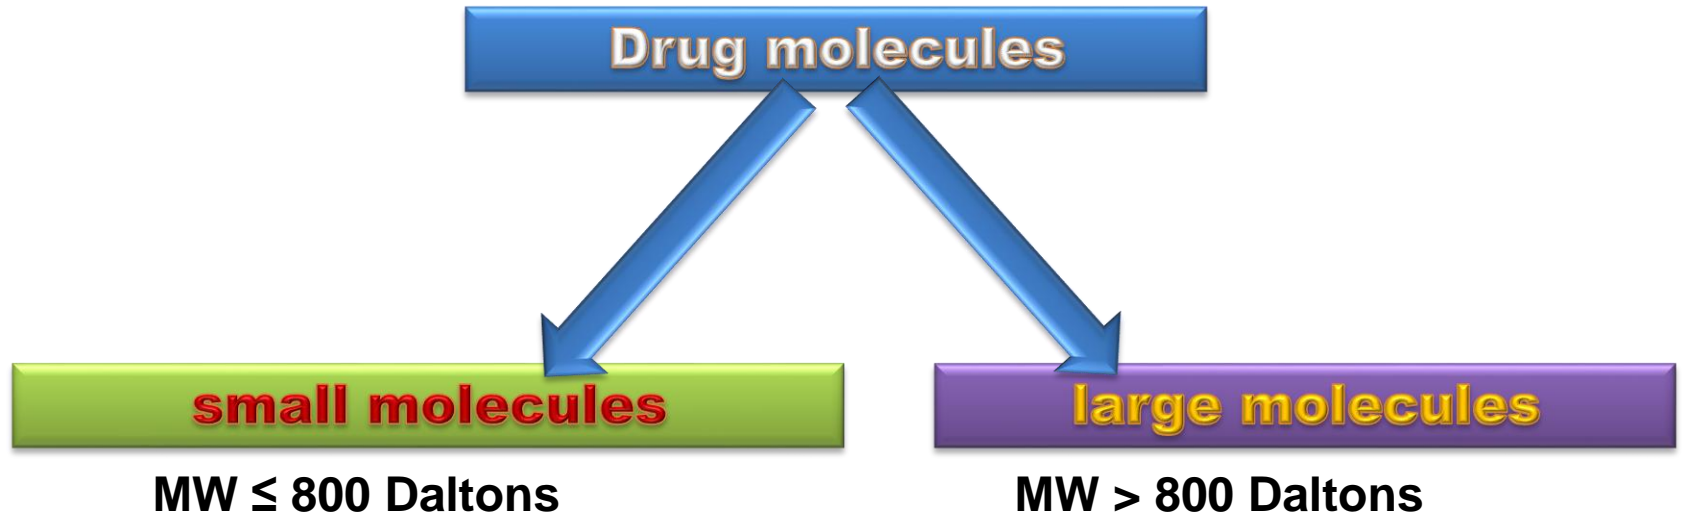 Drug molecules
small molecules
large molecules
MW ≤ 800 Daltons
MW > 800 Daltons